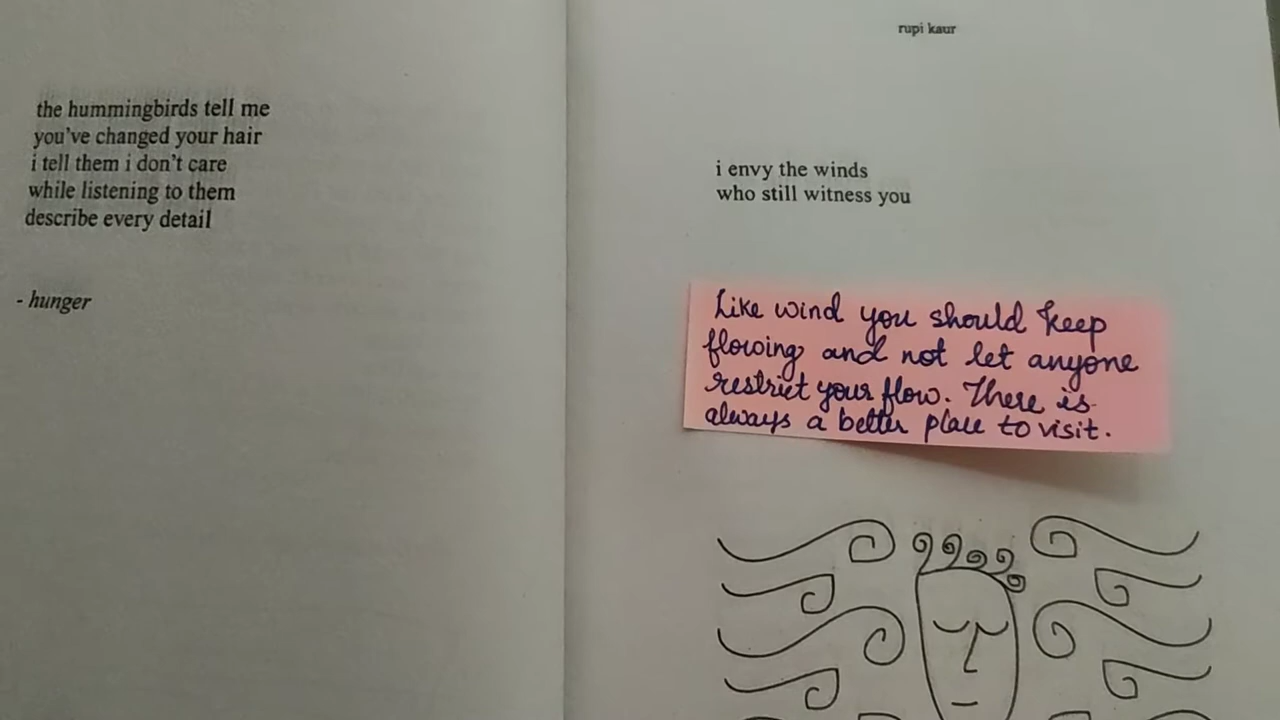 the hummingbirds tell me
you've changed your hair
i tell them i don't care
while listening to them
describe every detail
- hunger
rupi kaur
i envy the winds
who still witness you
Like wind you should keep
flowing and not let anyone
restrict your flow. There is
always a better place to visit.